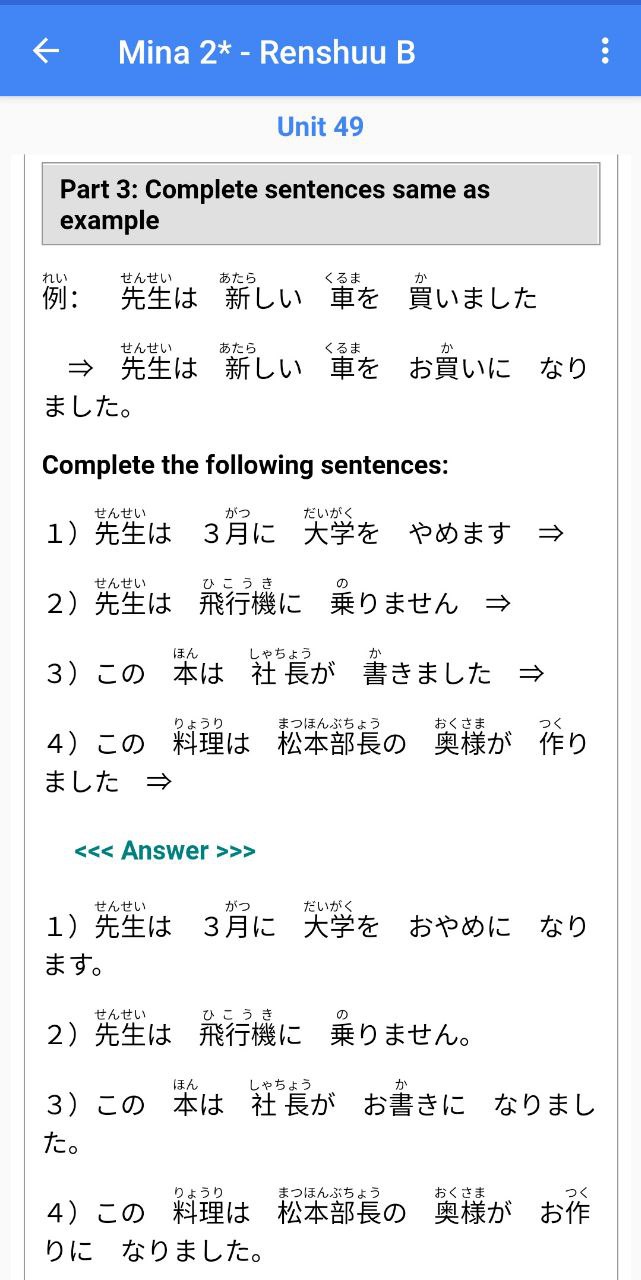 Mina 2* - Renshuu B
Unit 49
Part 3: Complete sentences same as
example
れい せんせい あたら くるま か
例： 先生は 新しい 車を 買いました
せんせい あたら くるま か
⇒ 先生は 新しい 車を お買いに なり
ました。
Complete the following sentences:
せんせい がつ だいがく
１）先生は ３月に 大学を やめます ⇒
せんせい ひこうき の
２）先生は 飛行機に 乗りません ⇒
ほん しゃちょう か
３）この 本は 社長が 書きました ⇒
りょうり まつほんぶちょう おくさま つく
４）この 料理は 松本部長の 奥様が 作り
ました ⇒
<<< Answer >>>
せんせい がつ だいがく
１）先生は ３月に 大学を おやめに なり
ます。
せんせい ひこうき の
２）先生は 飛行機に 乗りません。
ほん しゃちょう か
３）この 本は 社長が お書きに なりまし
た。
りょうり まつほんぶちょう おくさま つく
４）この 料理は 松本部長の 奥様が お作
りに なりました。